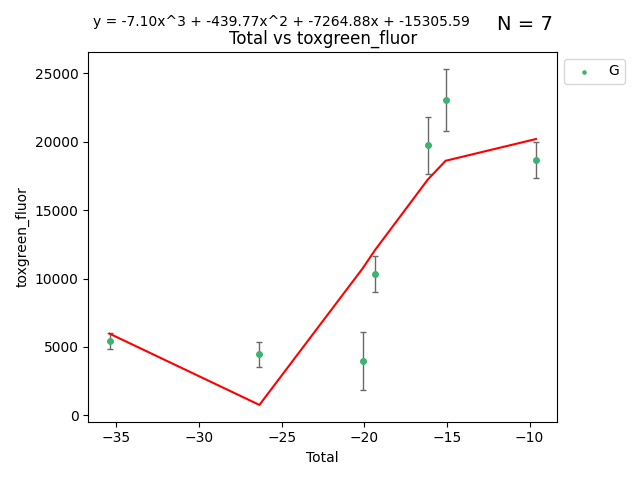 y = -7.10x^3 + -439.77x^2 + -7264.88x + -15305.59
N = 7
Total vs toxgreen_fluor
G
25000
20000
15000
10000
5000
0
toxgreen_fluor
−35
−30
−25
−20
−15
−10
Total